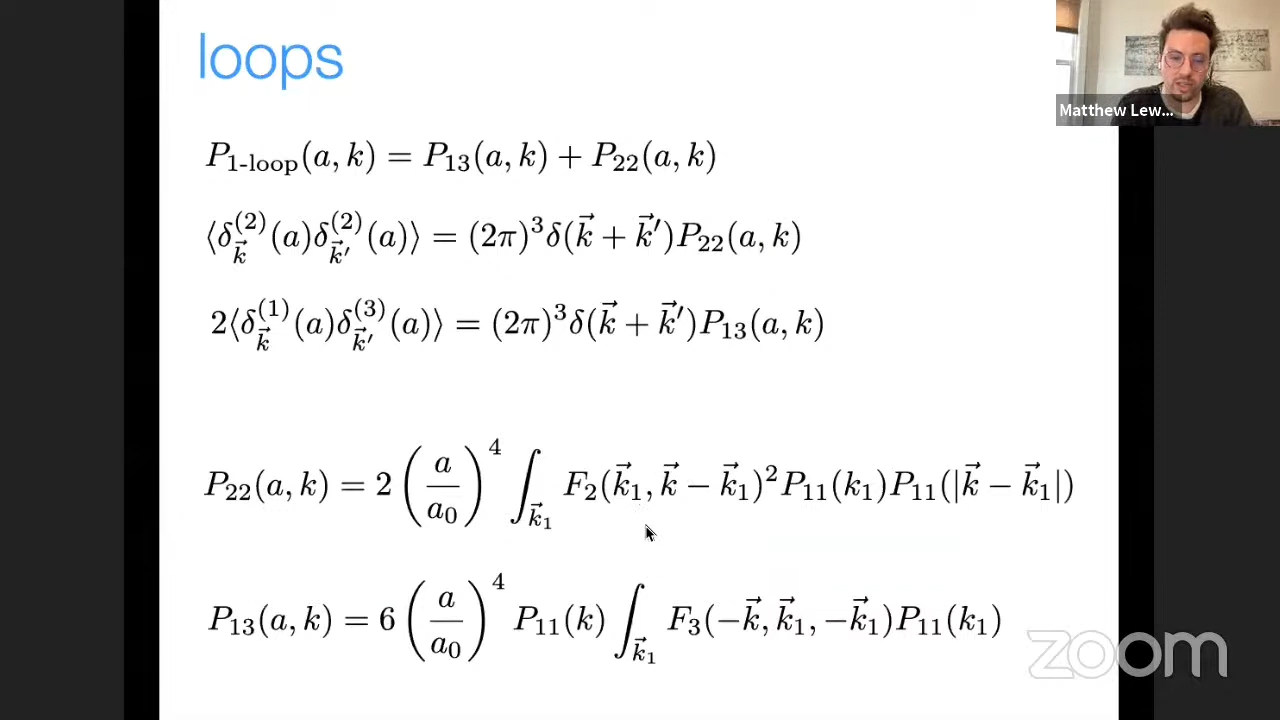 loops
Matthew Lew...
P_{1-loop}(a, k) = P_{13}(a, k) + P_{22}(a, k)
⟨δ^{(2)}_{\vec{k}}(a)δ^{(2)}_{\vec{k}'}(a)⟩ = (2π)^3 δ(\vec{k} + \vec{k}')P_{22}(a, k)
2⟨δ^{(1)}_{\vec{k}}(a)δ^{(3)}_{\vec{k}'}(a)⟩ = (2π)^3 δ(\vec{k} + \vec{k}')P_{13}(a, k)
P_{22}(a, k) = 2 (\frac{a}{a_0})^4 ∫_{\vec{k}_1} F_2(\vec{k}_1, \vec{k} − \vec{k}_1)^2 P_{11}(k_1)P_{11}(|\vec{k} − \vec{k}_1|)
P_{13}(a, k) = 6 (\frac{a}{a_0})^4 P_{11}(k) ∫_{\vec{k}_1} F_3(−\vec{k}, \vec{k}_1, −\vec{k}_1)P_{11}(k_1)
zoom